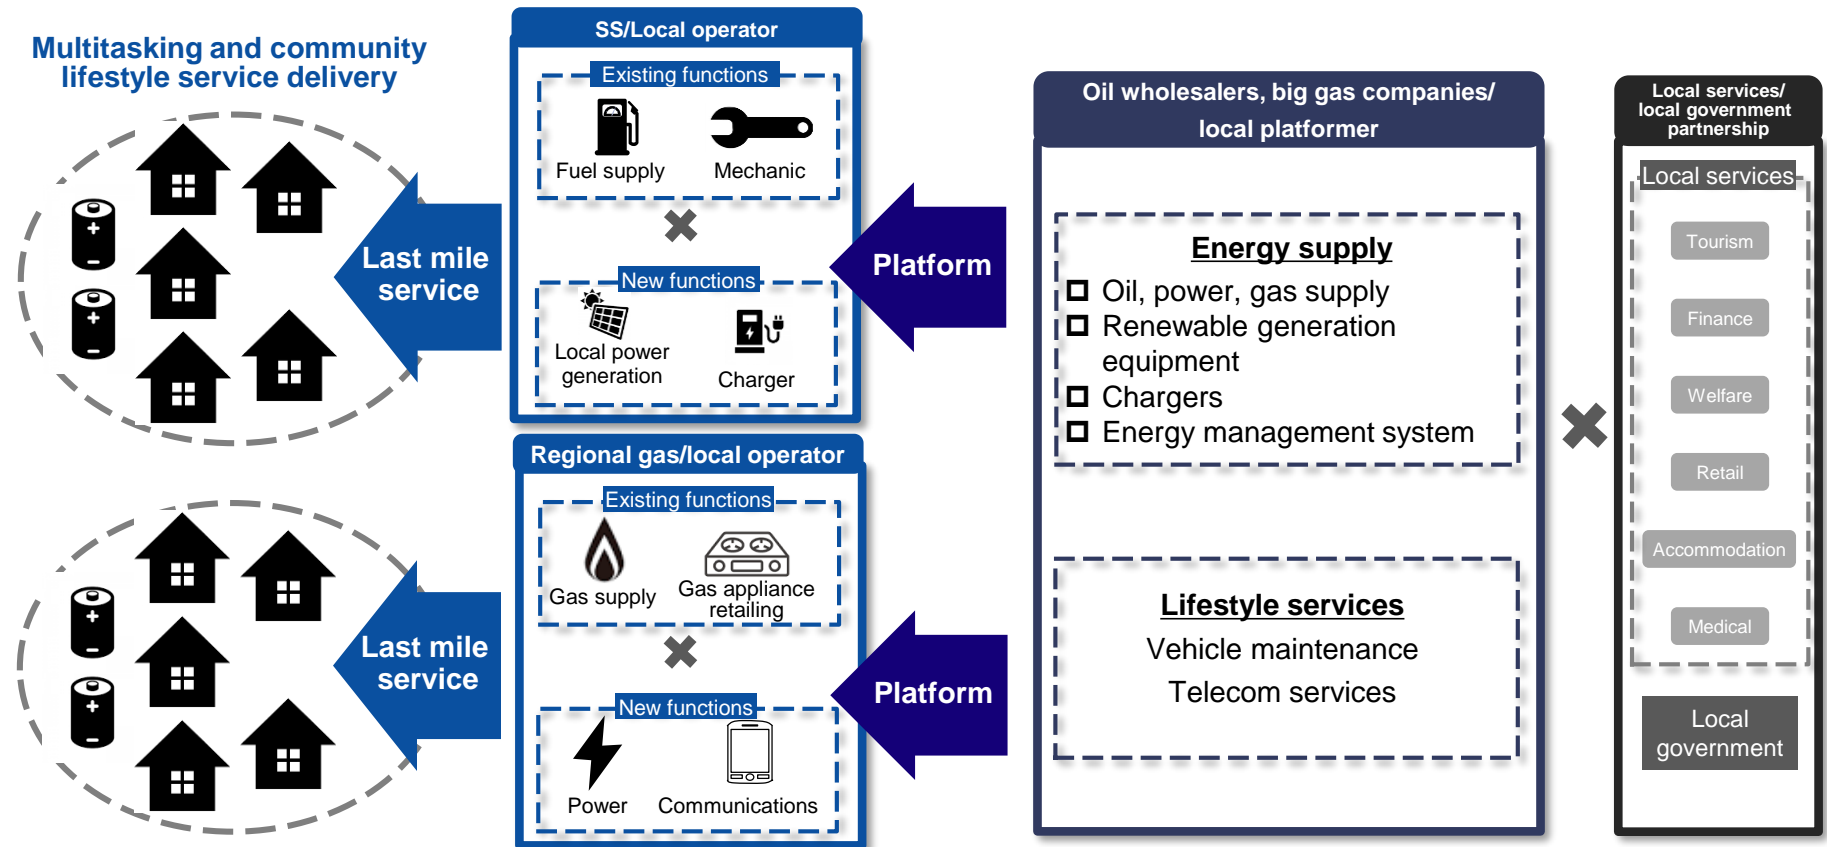 Multitasking and community
lifestyle service delivery
Last mile
service
Last mile
service
SS/Local operator
Existing functions
Fuel supply
Mechanic
New functions
Local power
generation
Charger
Regional gas/local operator
Existing functions
Gas supply
Gas appliance
retailing
New functions
Power
Communications
Platform
Platform
Oil wholesalers, big gas companies/
local platformer
Energy supply
Oil, power, gas supply
Renewable generation
equipment
Chargers
Energy management system
Lifestyle services
Vehicle maintenance
Telecom services
Local services/
local government
partnership
Local services
Tourism
Finance
Welfare
Retail
Accommodation
Medical
Local
government